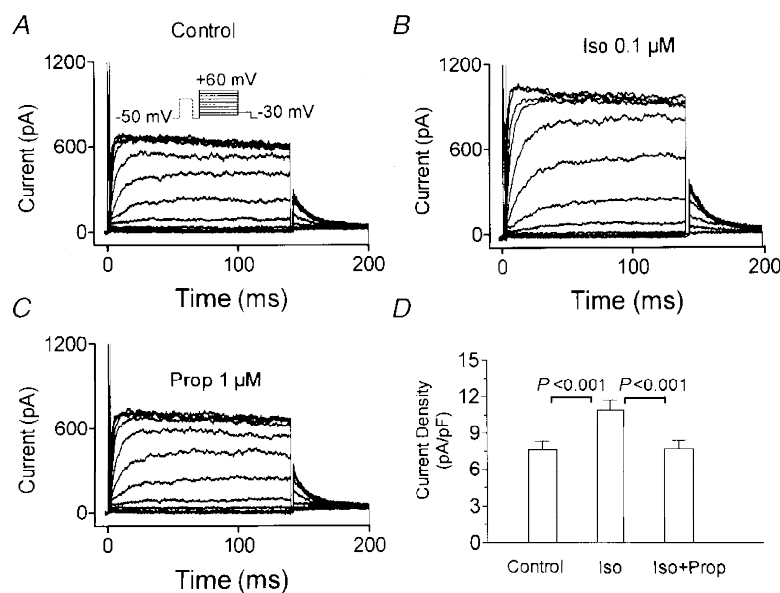 A
Control
1200
600
0
Current (pA)
+60 mV
-50 mV
-30 mV
0
100
200
Time (ms)
B
Iso 0.1 µM
1200
600
0
Current (pA)
0
100
200
Time (ms)
C
Prop 1 µM
1200
600
0
Current (pA)
0
100
200
Time (ms)
D
15
12
9
6
3
0
Current Density
(pA/pF)
P <0.001
P <0.001
Control
Iso
Iso+Prop